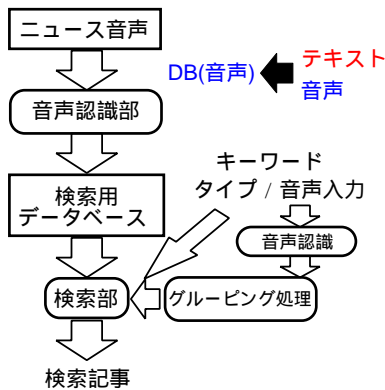 ニュース音声
DB(音声)
テキスト
音声
音声認識部
キーワード
タイプ / 音声入力
検索用
データベース
音声認識
検索部
グルーピング処理
検索記事